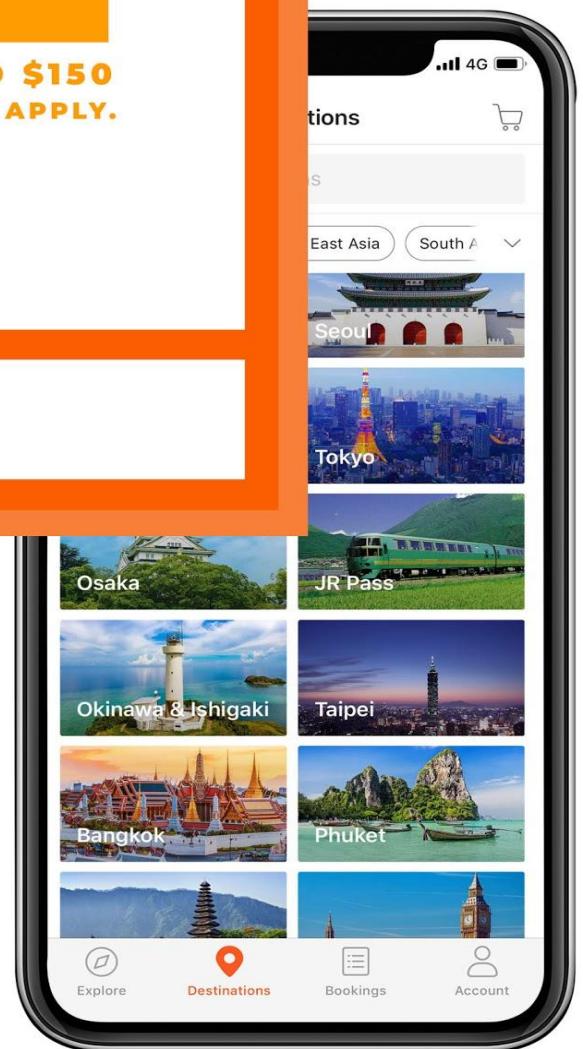 $150
APPLY.
4G
tions
s
East Asia
South A
Seoul
Tokyo
Osaka
JR Pass
Okinawa & Ishigaki
Taipei
Bangkok
Phuket
Explore
Destinations
Bookings
Account